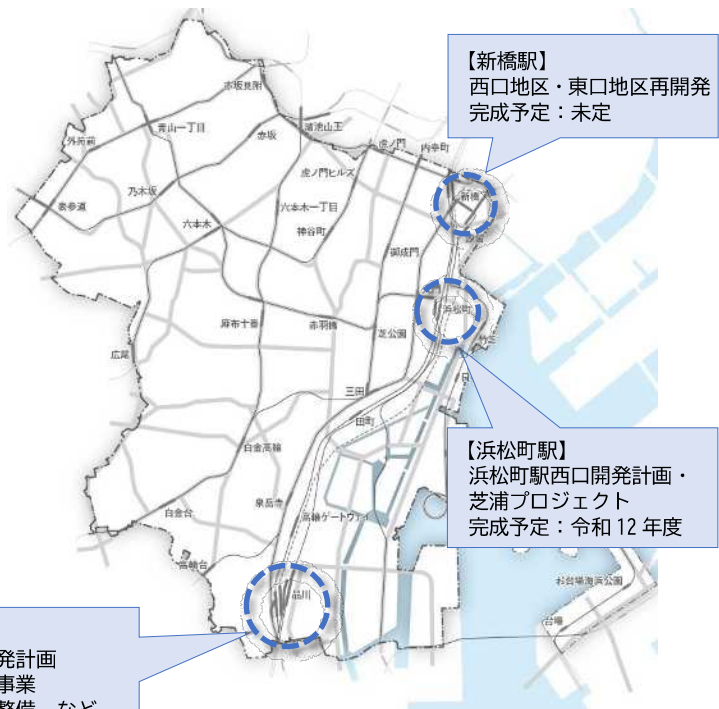 【新橋駅】
西口地区・東口地区再開発
完成予定：未定
赤坂見附
青山一丁目
赤坂
溜池山王
外苑前
虎ノ門
内幸町
虎ノ門ヒルズ
新橋
乃木坂
表参道
六本木一丁目
六本木
神谷町
汐留
御成門
浜松町
麻布十番
赤羽橋
芝公園
竹芝
広尾
三田
田町
【浜松町駅】
浜松町駅西口開発計画・
芝浦プロジェクト
完成予定：令和12年度
白金高輪
泉岳寺
白金台
高輪ゲートウェイ
高輪台
お台場海浜公園
品川
台場
発計画
事業
整備 など